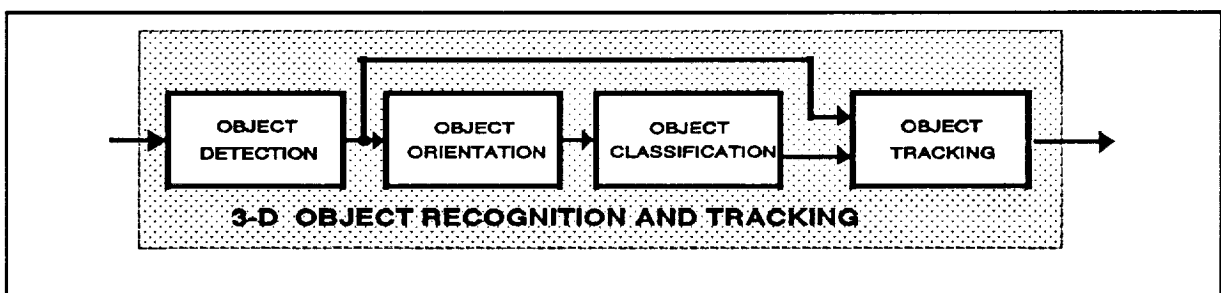 OBJECT
DETECTION
OBJECT
ORIENTATION
OBJECT
CLASSIFICATION
OBJECT
TRACKING
3-D OBJECT RECOGNITION AND TRACKING